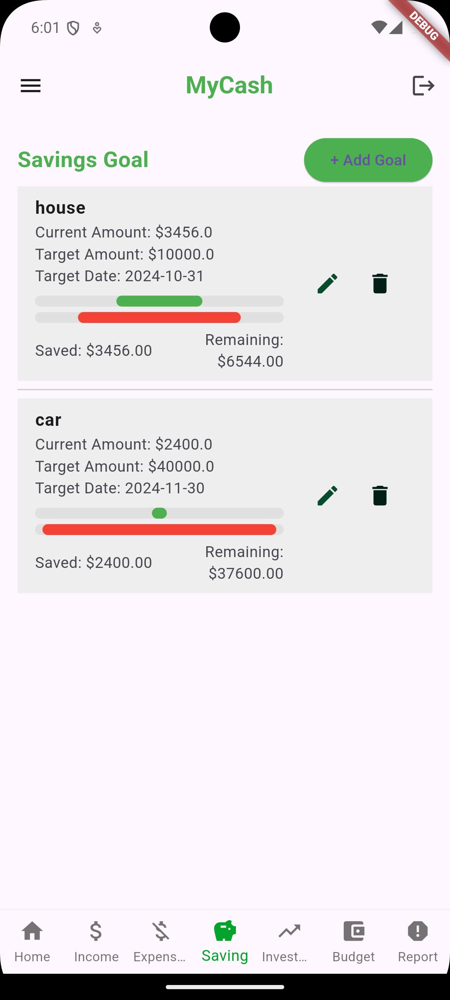 6:01
DEBUG
MyCash
Savings Goal
+ Add Goal
house
Current Amount: $3456.0
Target Amount: $10000.0
Target Date: 2024-10-31
Saved: $3456.00
Remaining:
$6544.00
car
Current Amount: $2400.0
Target Amount: $40000.0
Target Date: 2024-11-30
Saved: $2400.00
Remaining:
$37600.00
Home
Income
Expens...
Saving
Invest...
Budget
Report